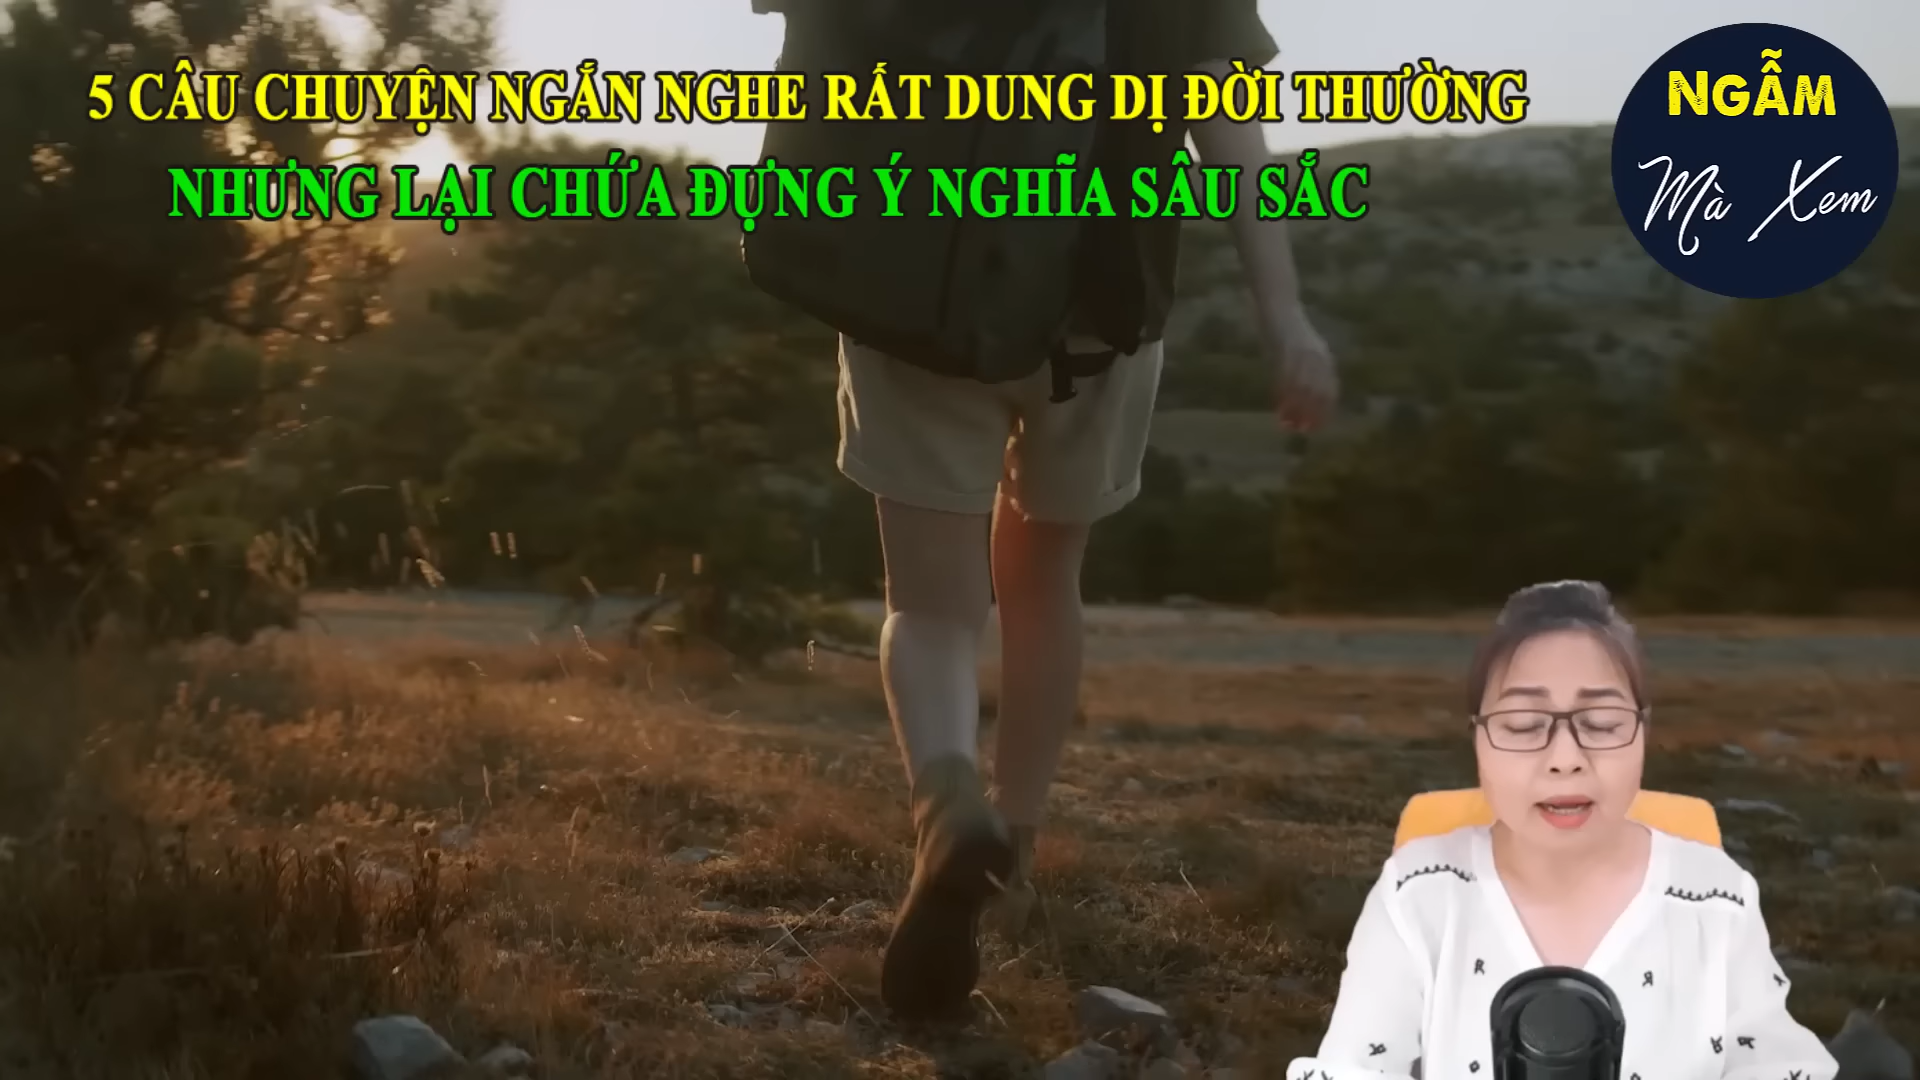 5 CÂU CHUYỆN NGẮN NGHE RẤT DUNG DỊ ĐỜI THƯỜNG
NHƯNG LẠI CHỨA ĐỰNG Ý NGHĨA SÂU SẮC
NGẪM
Mà Xem